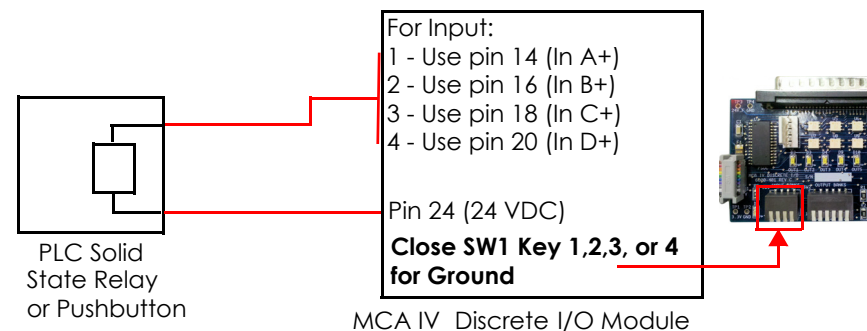 For Input:
1 - Use pin 14 (In A+)
2 - Use pin 16 (In B+)
3 - Use pin 18 (In C+)
4 - Use pin 20 (In D+)
Pin 24 (24 VDC)
Close SW1 Key 1,2,3, or 4
for Ground
PLC Solid
State Relay
or Pushbutton
MCA IV Discrete I/O Module
OUTPUT BANKS